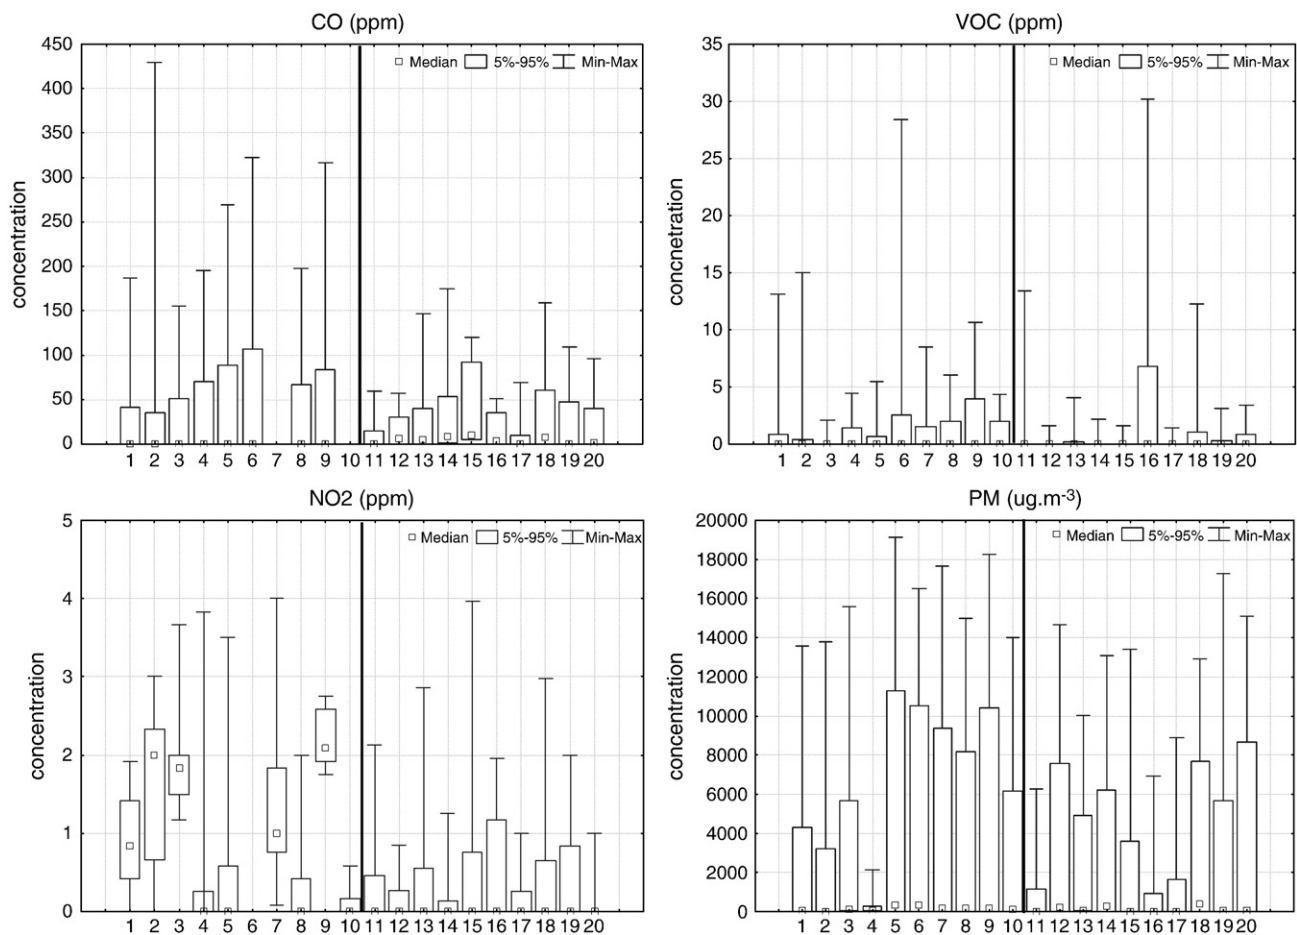 CO (ppm)
450
400
350
300
250
200
150
100
50
0
concentration
Median 5%-95% Min-Max
1 2 3 4 5 6 7 8 9 10 11 12 13 14 15 16 17 18 19 20
VOC (ppm)
35
30
25
20
15
10
5
0
concnetration
Median 5%-95% Min-Max
1 2 3 4 5 6 7 8 9 10 11 12 13 14 15 16 17 18 19 20
NO2 (ppm)
5
4
3
2
1
0
concentration
Median 5%-95% Min-Max
1 2 3 4 5 6 7 8 9 10 11 12 13 14 15 16 17 18 19 20
PM (ug.m-3)
20000
18000
16000
14000
12000
10000
8000
6000
4000
2000
0
concentration
Median 5%-95% Min-Max
1 2 3 4 5 6 7 8 9 10 11 12 13 14 15 16 17 18 19 20